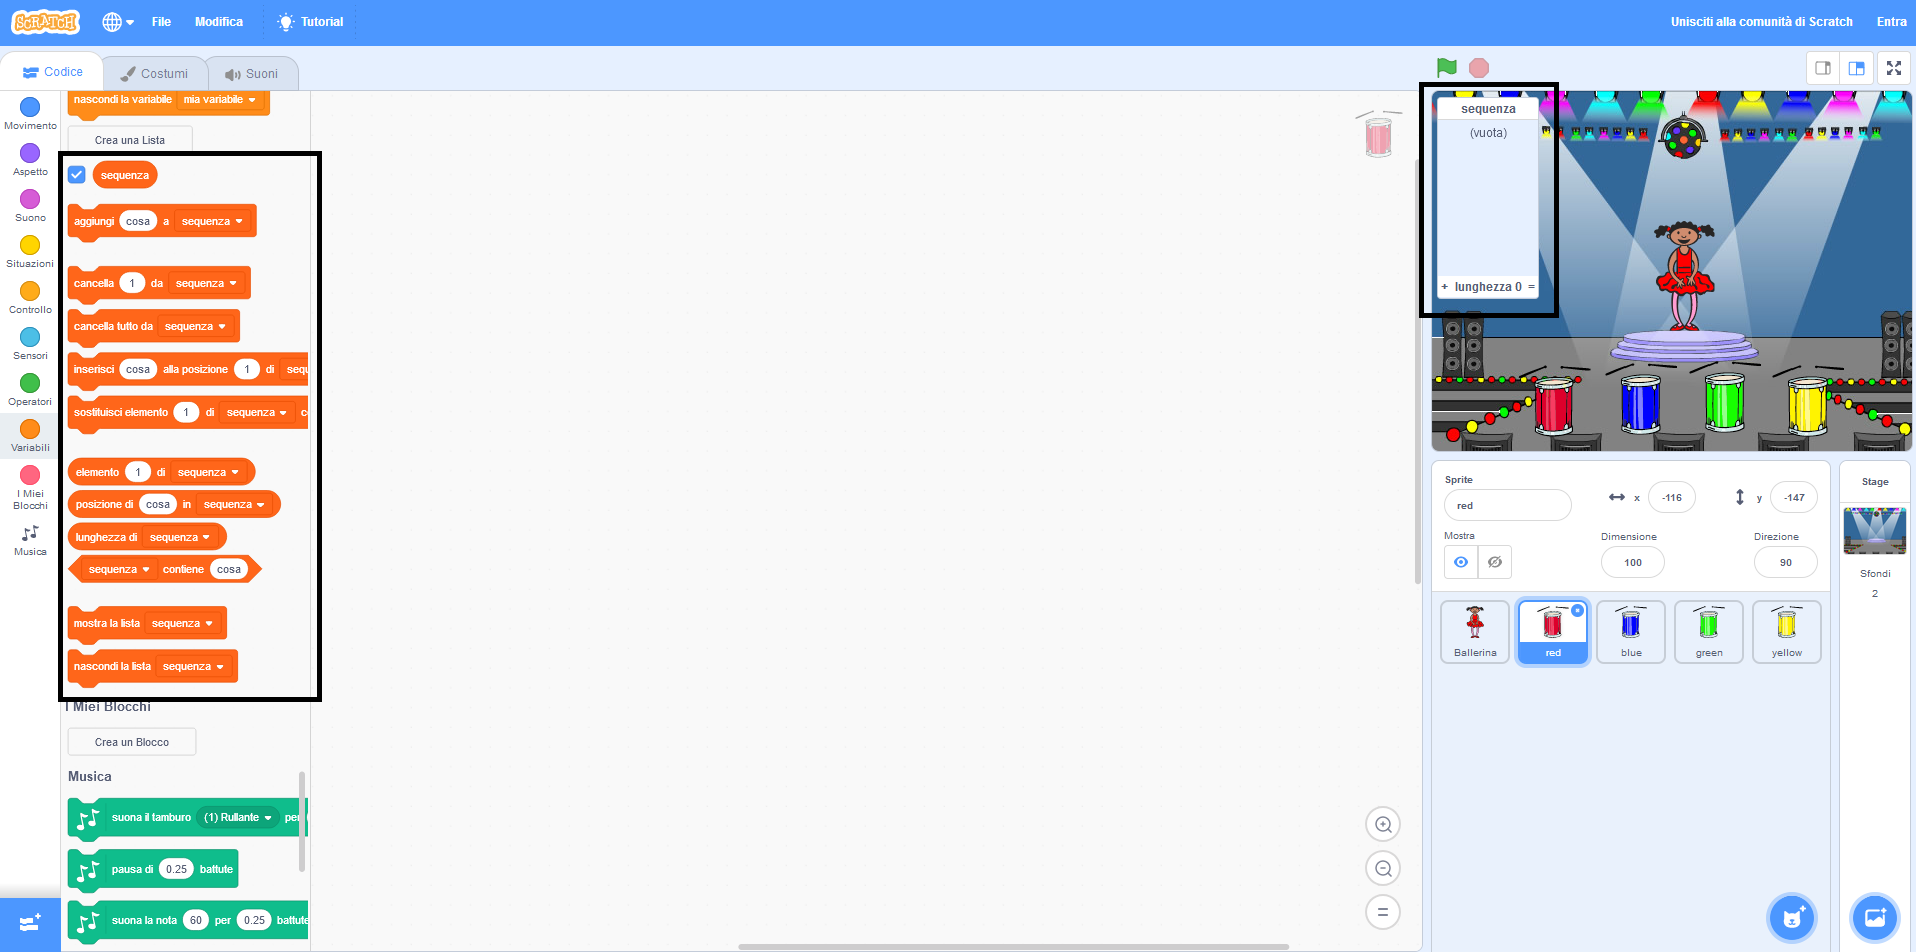 SCRATCH
File
Modifica
Tutorial
Unisciti alla comunità di Scratch
Entra
Codice
Costumi
Suoni
Movimento
Aspetto
Suono
Situazioni
Controllo
Sensori
Operatori
Variabili
I Miei
Blocchi
Musica
nascondi la variabile mia variabile
Crea una Lista
sequenza
aggiungi cosa a sequenza
cancella 1 da sequenza
cancella tutto da sequenza
inserisci cosa alla posizione 1 di sequ
sostituisci elemento 1 di sequenza co
elemento 1 di sequenza
posizione di cosa in sequenza
lunghezza di sequenza
sequenza contiene cosa
mostra la lista sequenza
nascondi la lista sequenza
I Miei Blocchi
Crea un Blocco
Musica
suona il tamburo (1) Rullante per
pausa di 0.25 battute
suona la nota 60 per 0.25 battute
sequenza
(vuota)
+ lunghezza 0 =
Sprite
red
x -116
y -147
Mostra
Dimensione
100
Direzione
90
Ballerina
red
blue
green
yellow
Stage
Sfondi
2